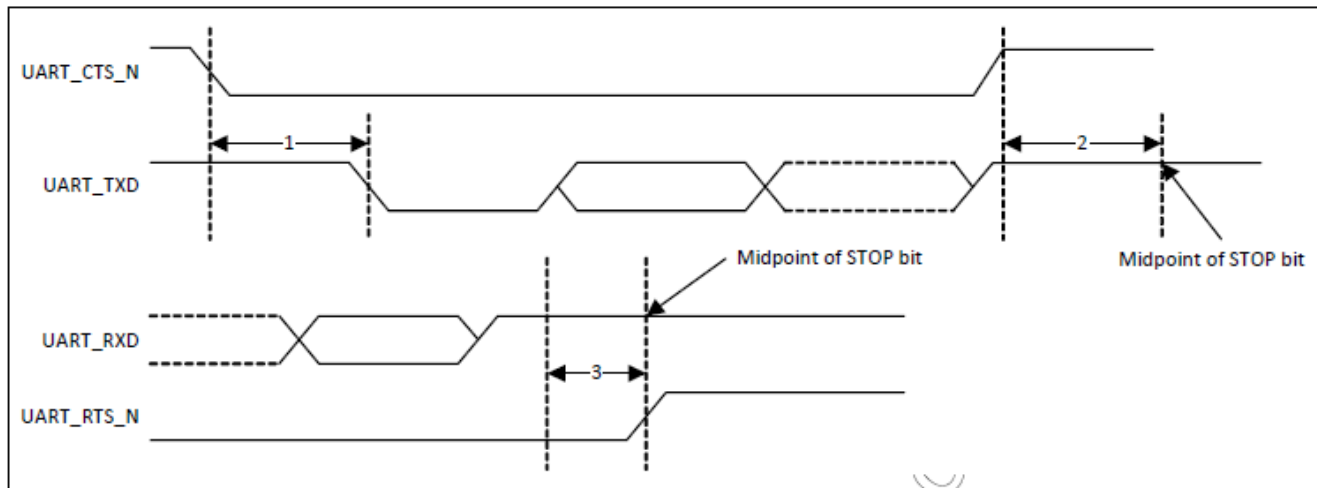 UART_CTS_N
1
2
UART_TXD
Midpoint of STOP bit
Midpoint of STOP bit
UART_RXD
3
UART_RTS_N